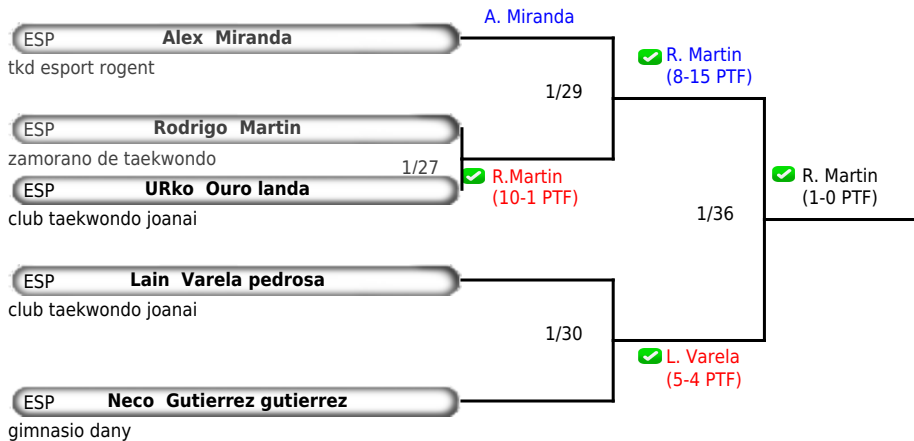 A. Miranda
ESP Alex Miranda
tkd esport rogent
R. Martin
(8-15 PTF)
1/29
ESP Rodrigo Martin
zamorano de taekwondo
1/27
R.Martin
(10-1 PTF)
ESP URko Ouro landa
club taekwondo joanai
R. Martin
(1-0 PTF)
1/36
ESP Lain Varela pedrosa
club taekwondo joanai
1/30
L. Varela
(5-4 PTF)
ESP Neco Gutierrez gutierrez
gimnasio dany